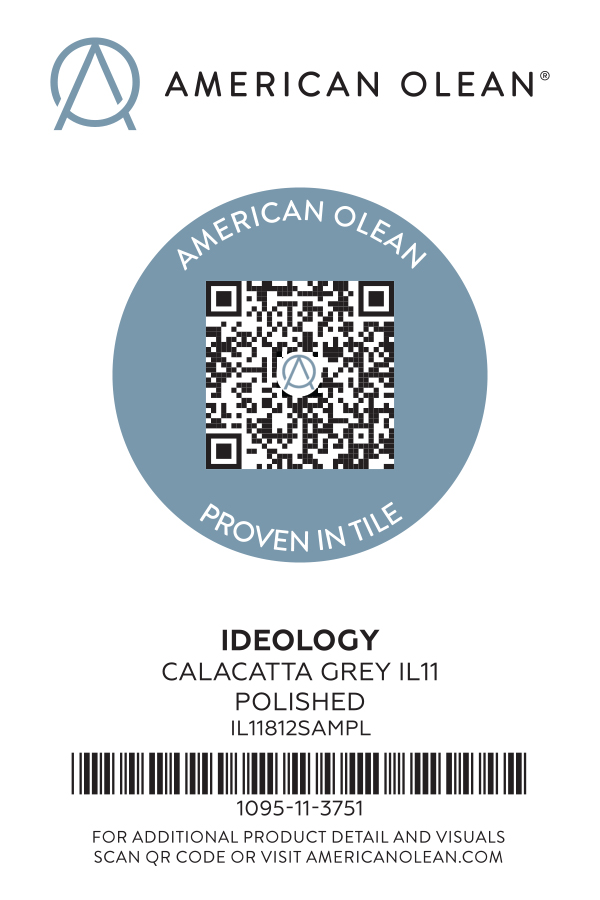 AMERICAN OLEAN®
AMERICAN OLEAN
PROVEN IN TILE
IDEOLOGY
CALACATTA GREY IL11
POLISHED
IL11812SAMPL
1095-11-3751
FOR ADDITIONAL PRODUCT DETAIL AND VISUALS
SCAN QR CODE OR VISIT AMERICANOLEAN.COM